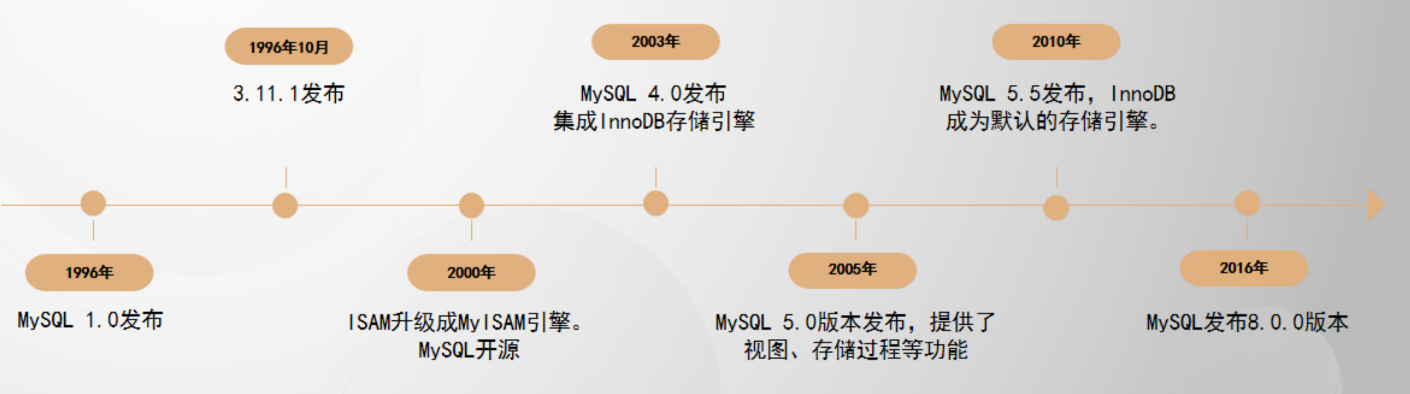 1996年10月
3.11.1发布
2003年
MySQL 4.0发布
集成InnoDB存储引擎
2010年
MySQL 5.5发布，InnoDB
成为默认的存储引擎。
1996年
MySQL 1.0发布
2000年
ISAM升级成MyISAM引擎。
MySQL开源
2005年
MySQL 5.0版本发布，提供了
视图、存储过程等功能
2016年
MySQL发布8.0.0版本